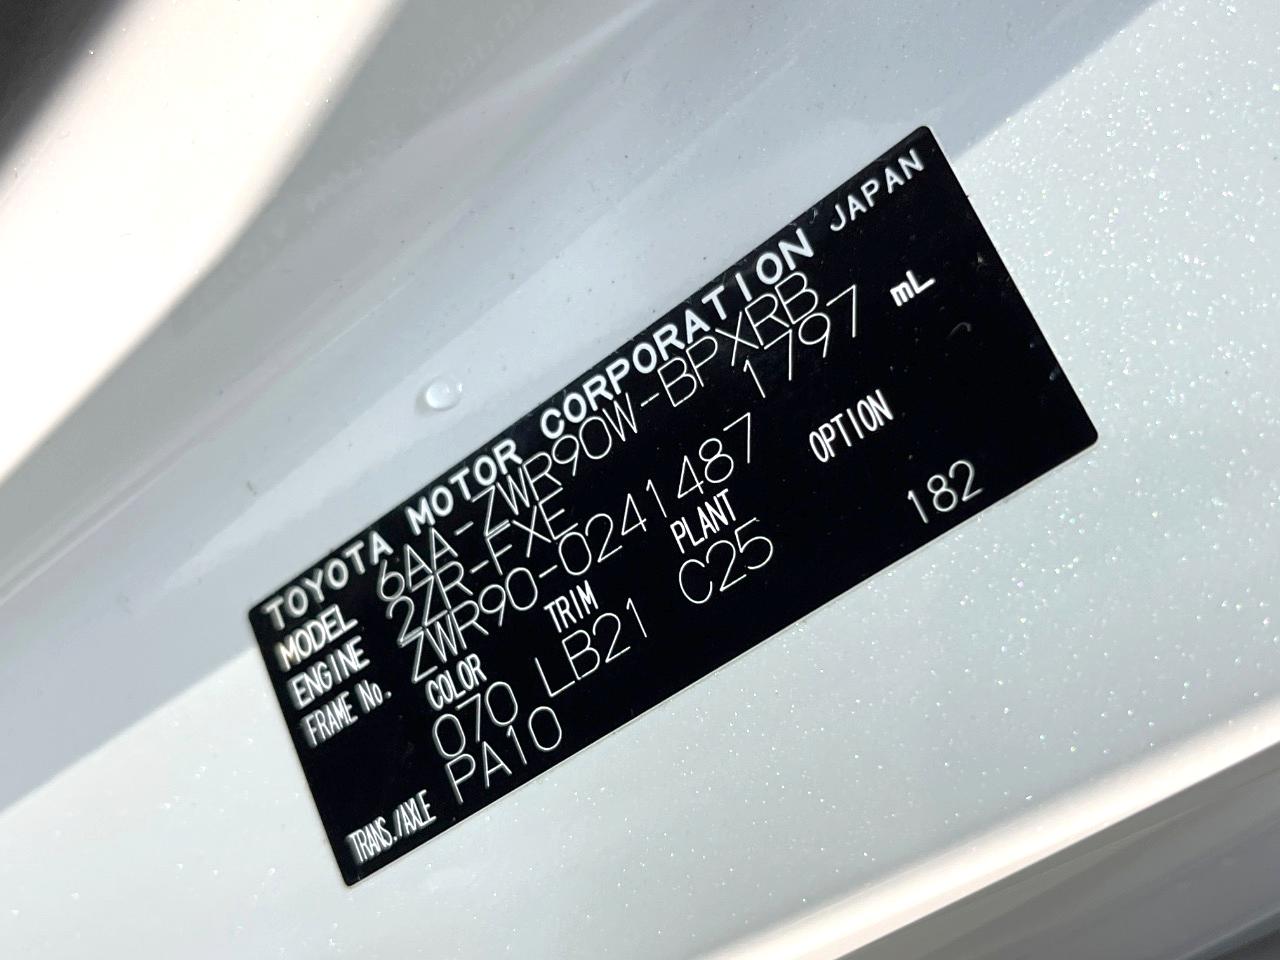 TOYOTA MOTOR CORPORATION JAPAN
MODEL 6AA-ZWR90W-BPXRB
ENGINE 2ZR-FXE 1797 mL
FRAME No. ZWR90-0241487
COLOR TRIM PLANT OPTION
070 LB21 C25 182
TRANS./AXLE PA10